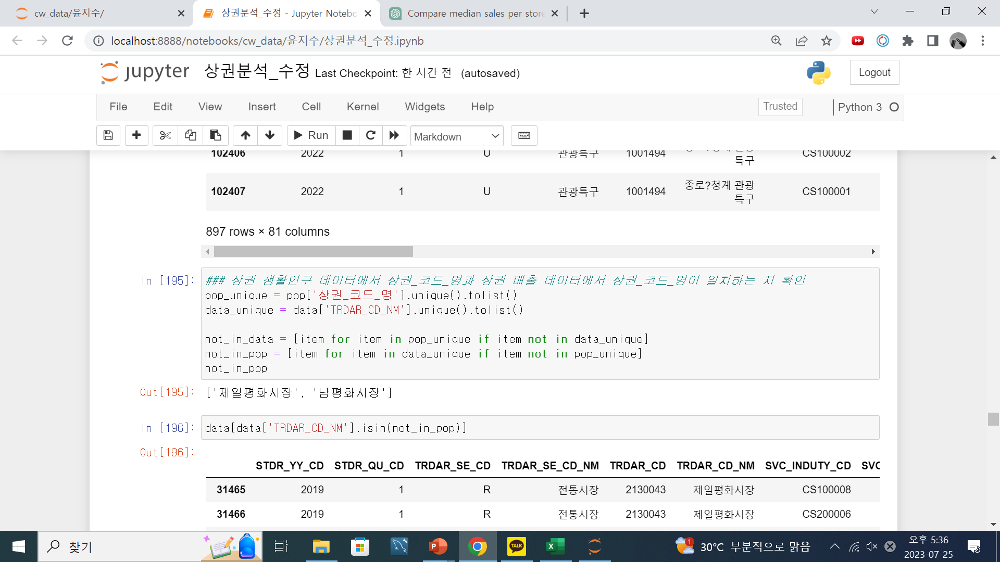 cw_data/윤지수/
상권분석_수정 - Jupyter Notebo
Compare median sales per store
localhost:8888/notebooks/cw_data/윤지수/상권분석_수정.ipynb
jupyter 상권분석_수정 Last Checkpoint: 한 시간 전 (autosaved)
Logout
File Edit View Insert Cell Kernel Widgets Help
Trusted
Python 3
Run
Markdown
102406 2022 1 U 관광특구 1001494 특구 CS100002
102407 2022 1 U 관광특구 1001494 종로?청계 관광 CS100001
특구
897 rows × 81 columns
In [195]:
### 상권 생활인구 데이터에서 상권_코드_명과 상권 매출 데이터에서 상권_코드_명이 일치하는 지 확인
pop_unique = pop['상권_코드_명'].unique().tolist()
data_unique = data['TRDAR_CD_NM'].unique().tolist()
not_in_data = [item for item in pop_unique if item not in data_unique]
not_in_pop = [item for item in data_unique if item not in pop_unique]
not_in_pop
Out[195]: ['제일평화시장', '남평화시장']
In [196]: data[data['TRDAR_CD_NM'].isin(not_in_pop)]
Out[196]:
STDR_YY_CD STDR_QU_CD TRDAR_SE_CD TRDAR_SE_CD_NM TRDAR_CD TRDAR_CD_NM SVC_INDUTY_CD SVC
31465 2019 1 R 전통시장 2130043 제일평화시장 CS100008
31466 2019 1 R 전통시장 2130043 제일평화시장 CS200006
찾기
P
TALK
X
1
30°C 부분적으로 맑음
오후 5:36
2023-07-25